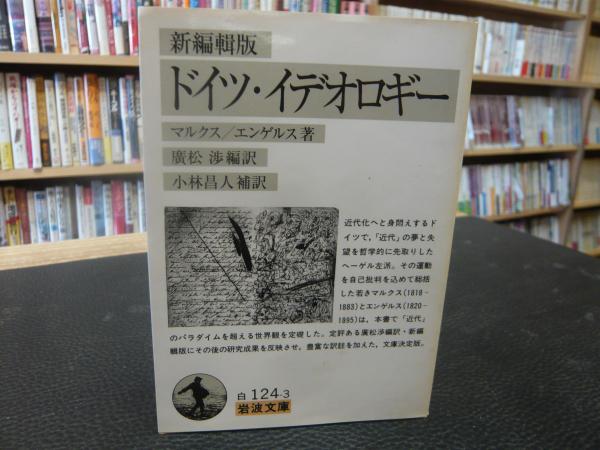 新編輯版
ドイツ・イデオロギー
マルクス/エンゲルス著
廣松 渉編訳
小林昌人補訳
近代化へと身悶えするド
イツで,「近代」の夢と失
望を哲学的に先取りした
ヘーゲル左派。その運動
を自己批判を込めて総括
した若きマルクス(1818-
1883)とエンゲルス(1820-
1895)は, 本書で「近代」
のパラダイムを超える世界観を定礎した。定評ある廣松渉編訳・新編
輯版にその後の研究成果を反映させ, 豊富な訳註を加えた, 文庫決定版。
白 124-3
岩波文庫